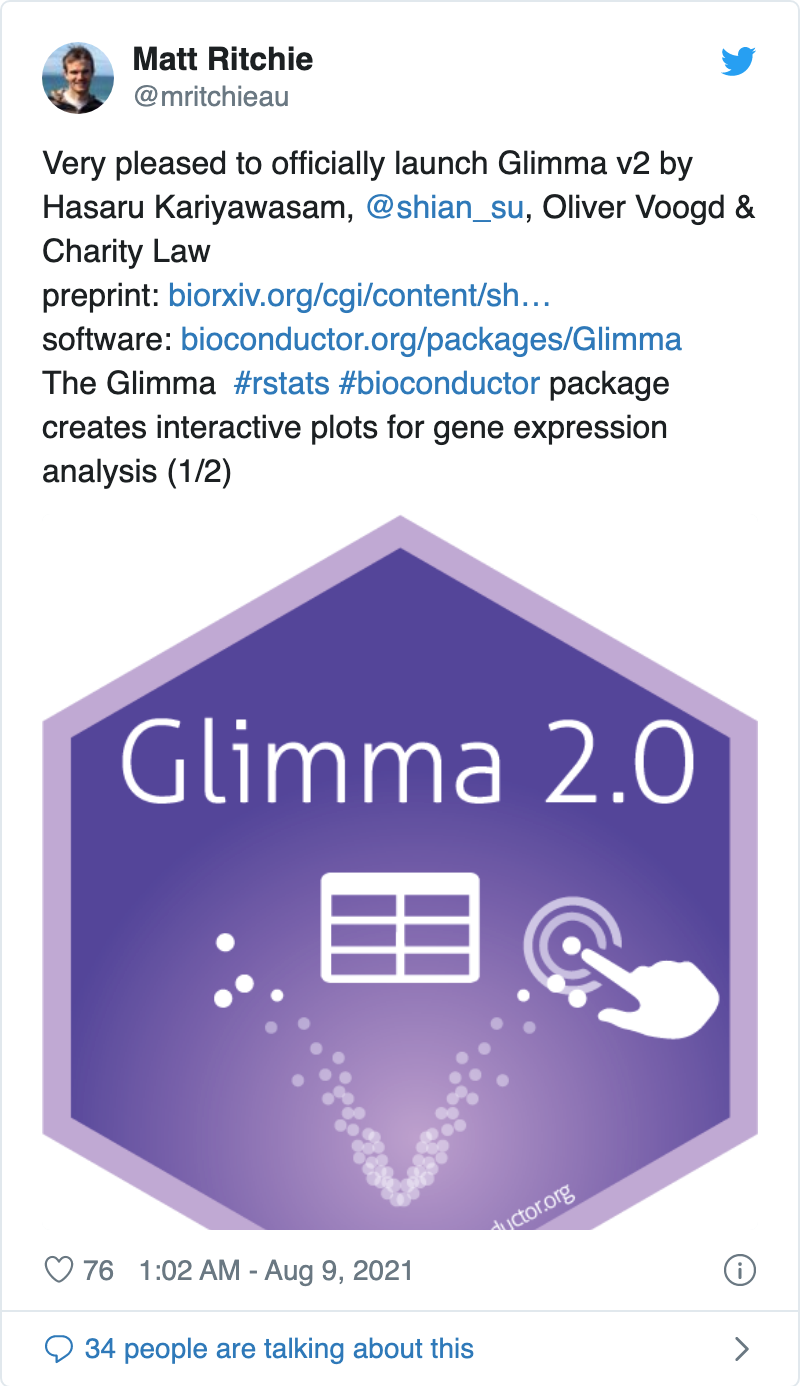 Matt Ritchie
@mritchieau
Very pleased to officially launch Glimma v2 by
Hasaru Kariyawasam, @shian_su, Oliver Voogd &
Charity Law
preprint: biorxiv.org/cgi/content/sh…
software: bioconductor.org/packages/Glimma
The Glimma  #rstats #bioconductor package
creates interactive plots for gene expression
analysis (1/2)
Glimma 2.0
ductor.org
76 1:02 AM - Aug 9, 2021
34 people are talking about this